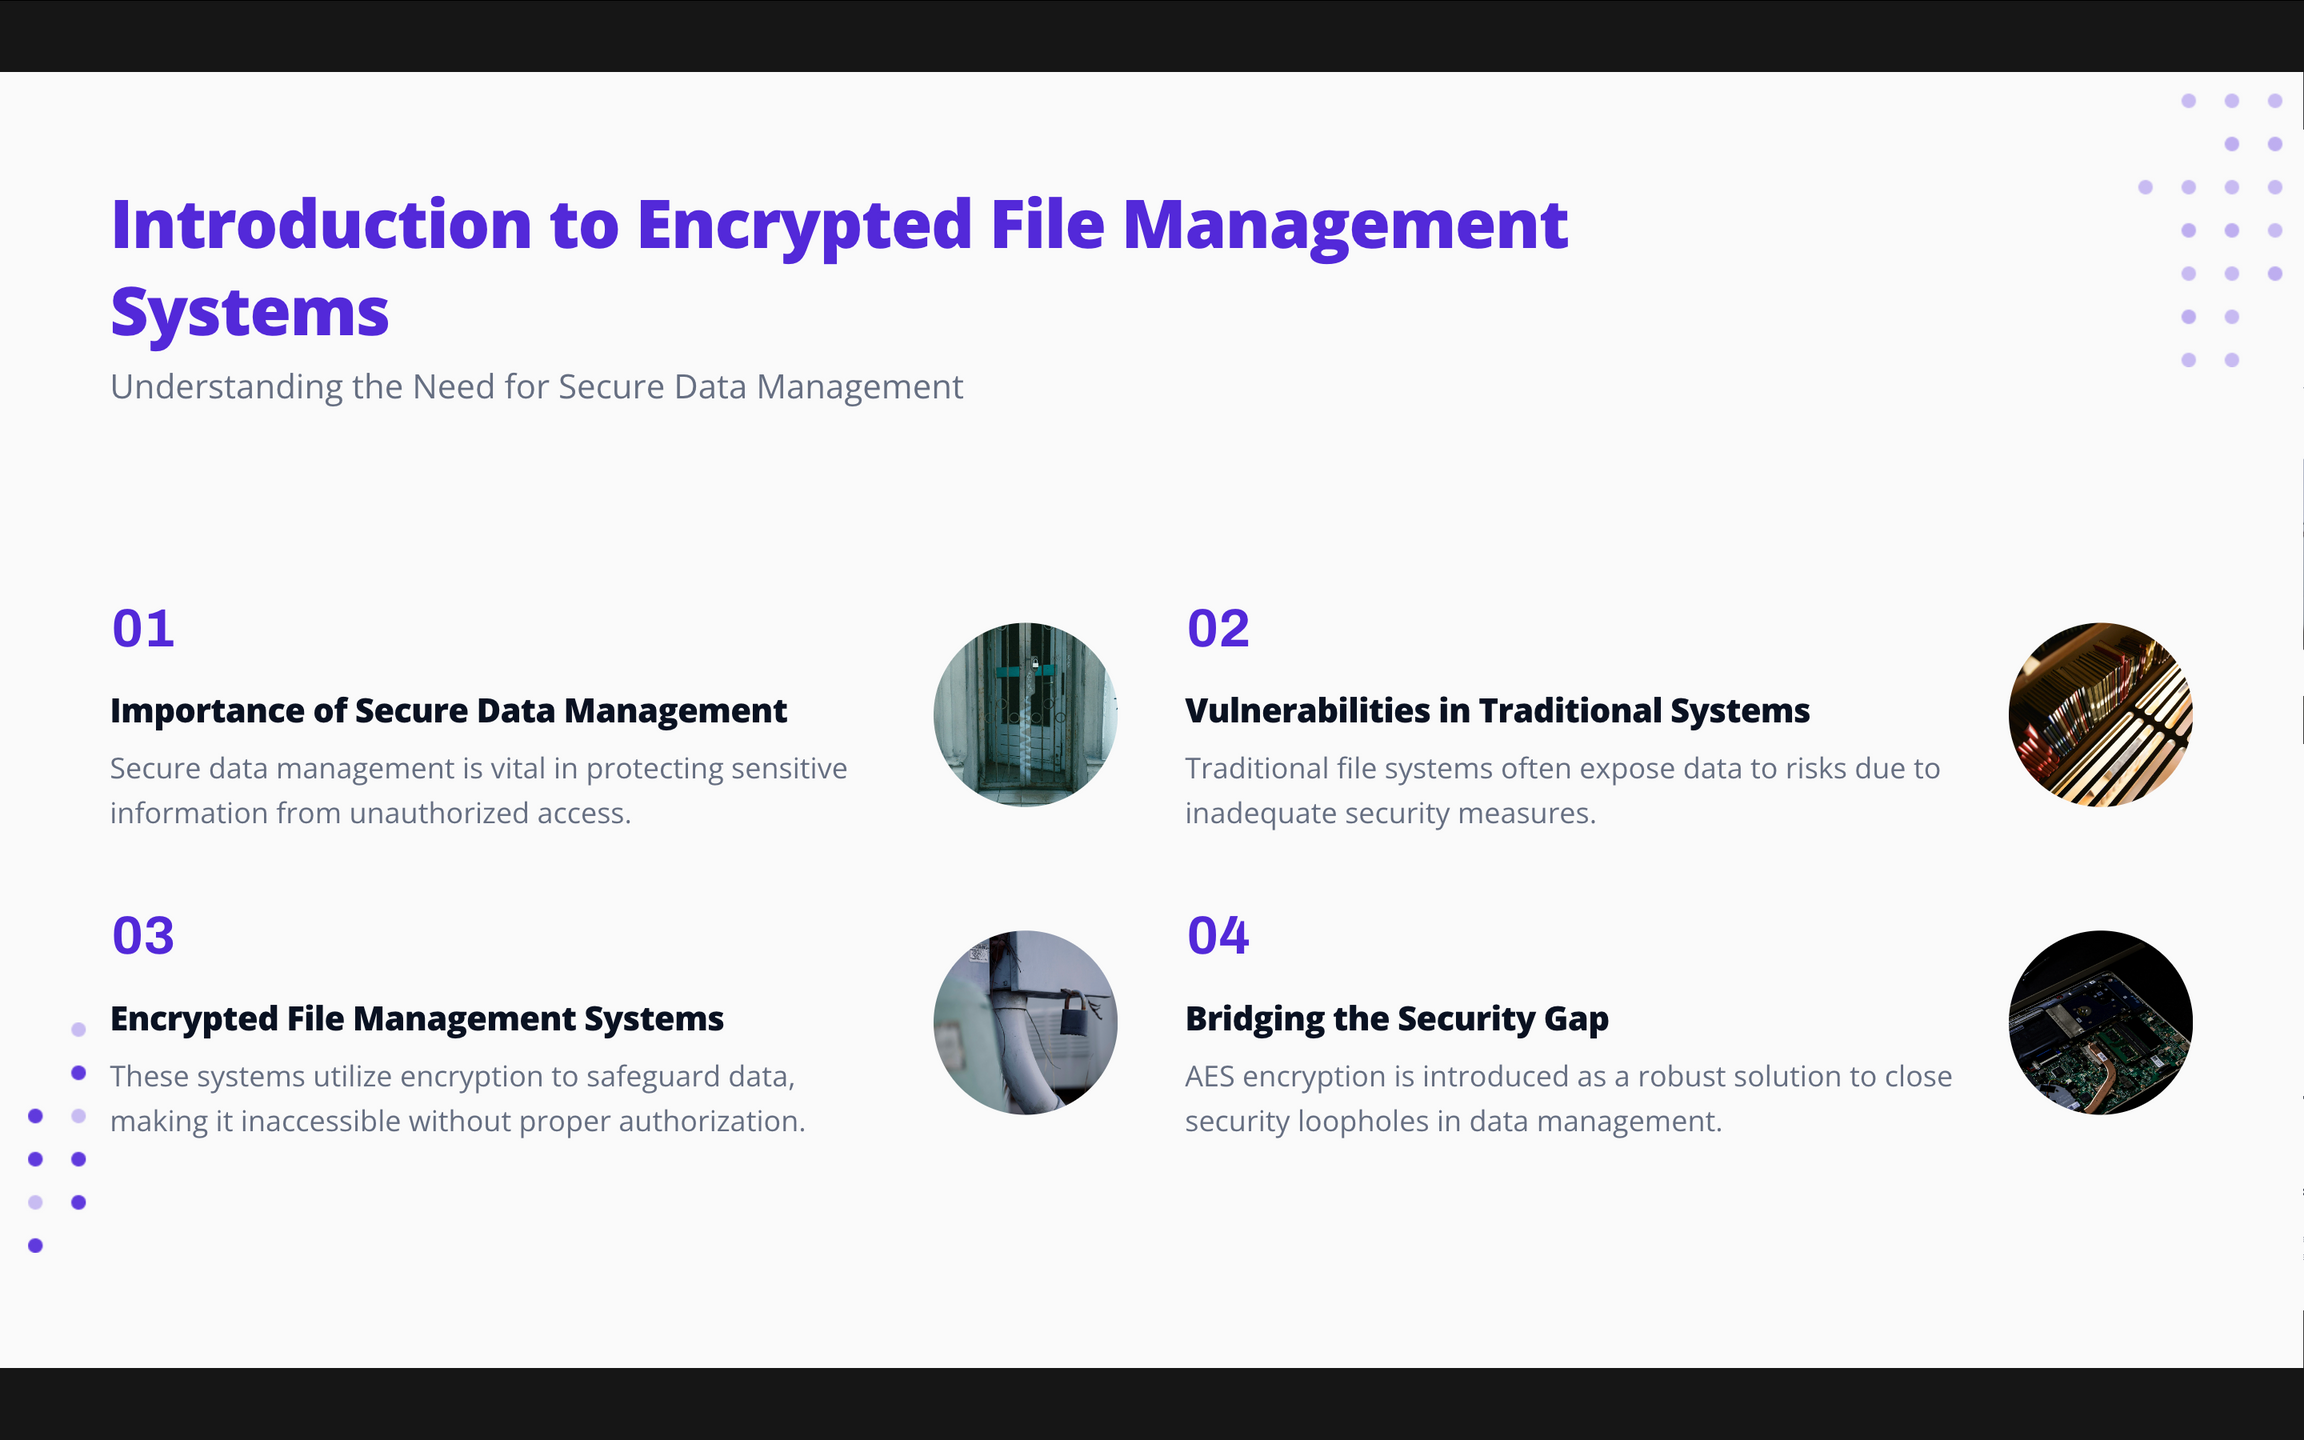 Introduction to Encrypted File Management
Systems
Understanding the Need for Secure Data Management
01
Importance of Secure Data Management
Secure data management is vital in protecting sensitive
information from unauthorized access.
02
Vulnerabilities in Traditional Systems
Traditional file systems often expose data to risks due to
inadequate security measures.
03
Encrypted File Management Systems
These systems utilize encryption to safeguard data,
making it inaccessible without proper authorization.
04
Bridging the Security Gap
AES encryption is introduced as a robust solution to close
security loopholes in data management.